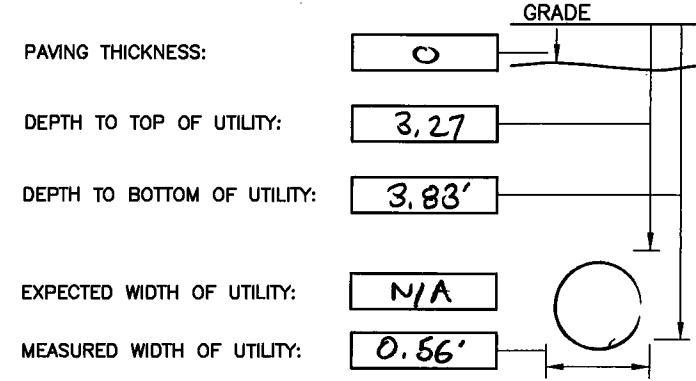 GRADE
PAVING THICKNESS: 0
DEPTH TO TOP OF UTILITY: 3.27
DEPTH TO BOTTOM OF UTILITY: 3.83'
EXPECTED WIDTH OF UTILITY: N/A
MEASURED WIDTH OF UTILITY: 0.56'